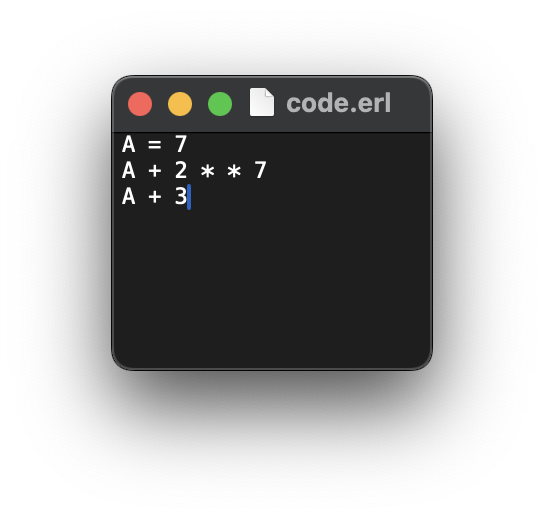 code.erl
A = 7
A + 2 * * 7
A + 3